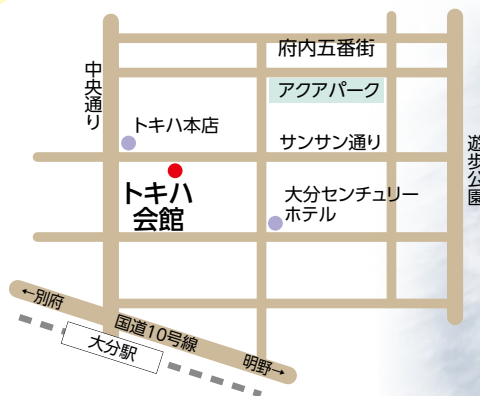 府内五番街
中央通り
アクアパーク
トキハ本店
サンサン通り
遊歩公園
トキハ
会館
大分センチュリー
ホテル
←別府
国道10号線
大分駅
明野→